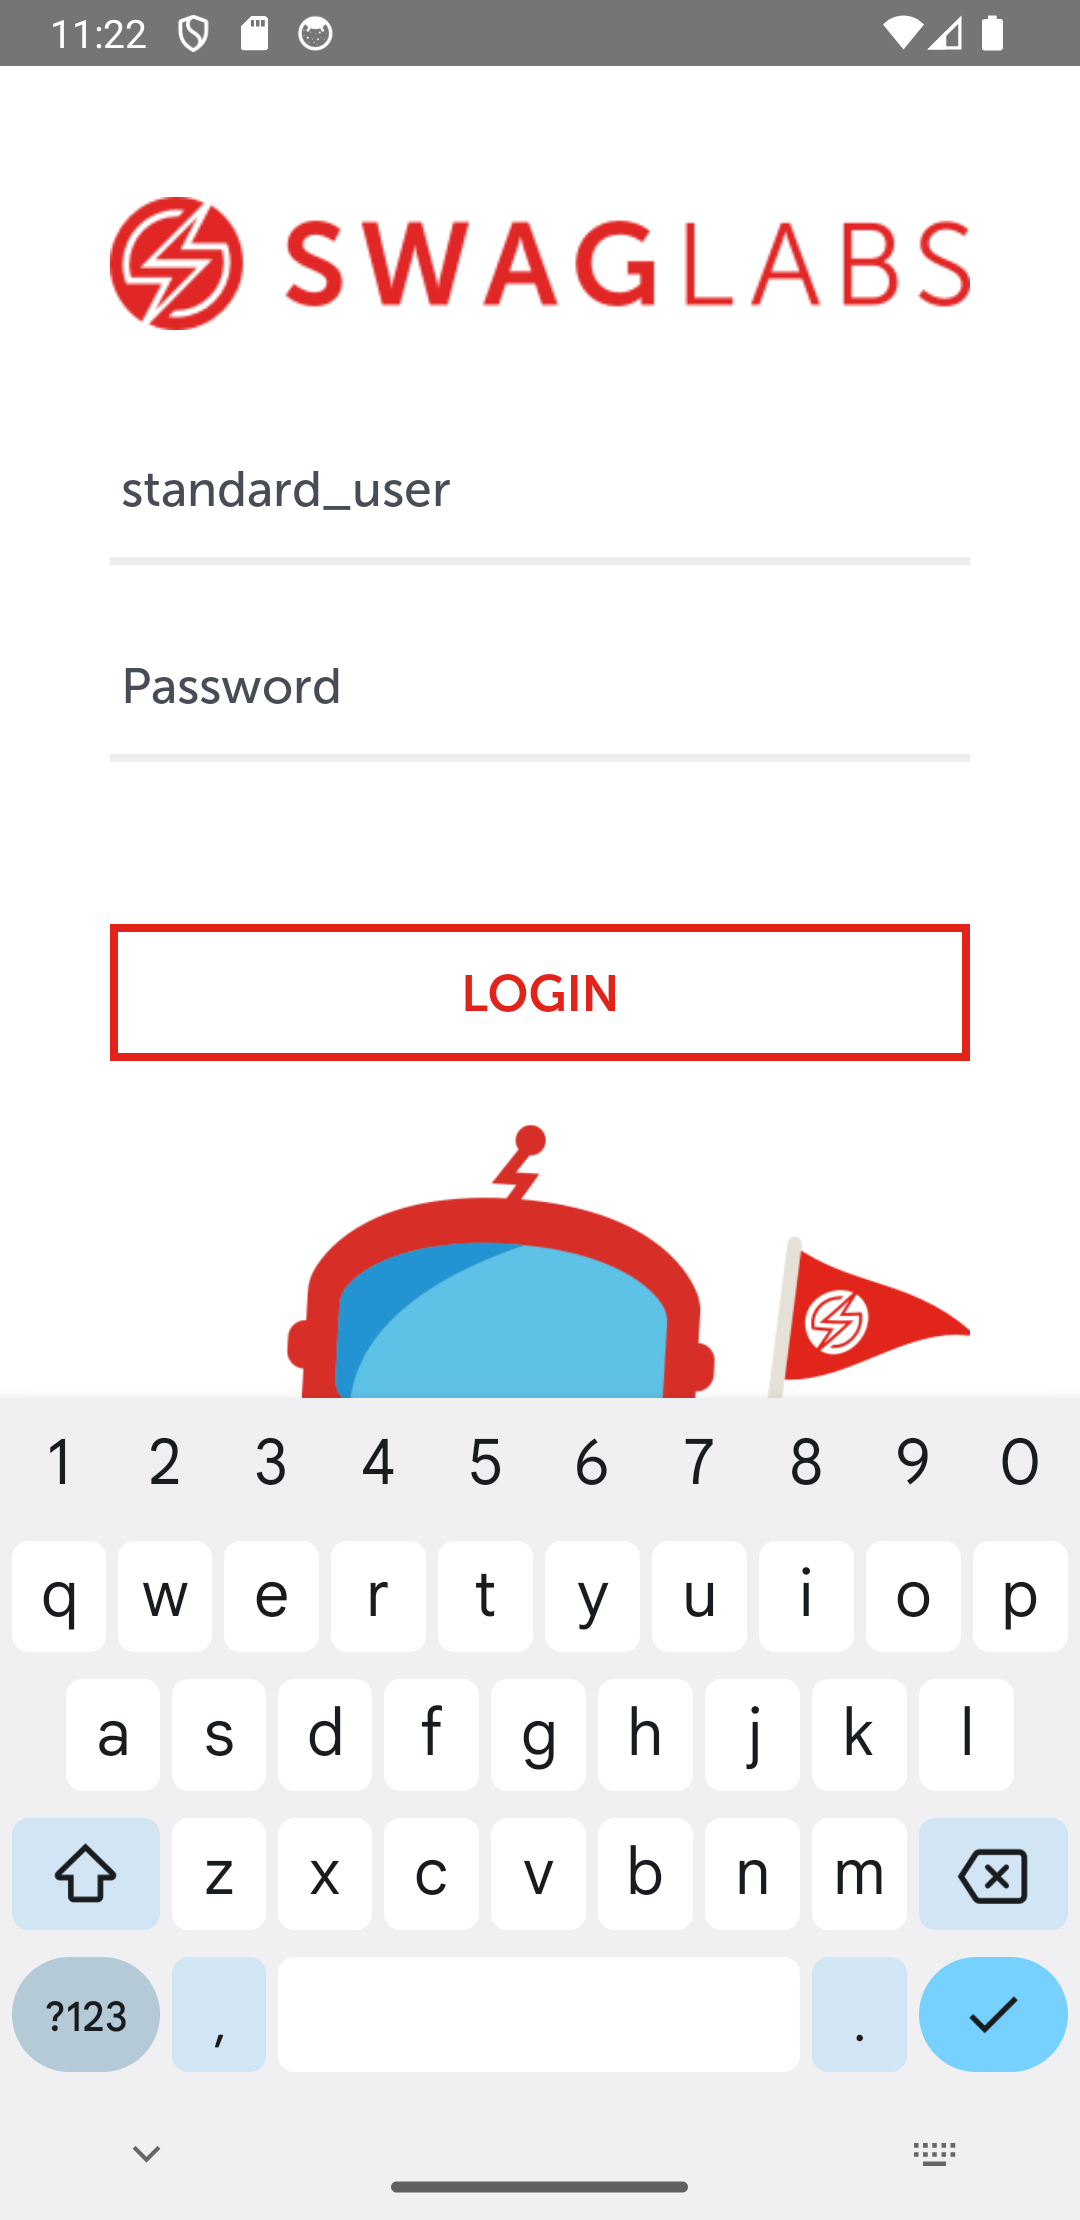 11:22
SWAGLABS
standard_user
Password
LOGIN
1 2 3 4 5 6 7 8 9 0
q w e r t y u i o p
a s d f g h j k l
z x c v b n m
?123 , .